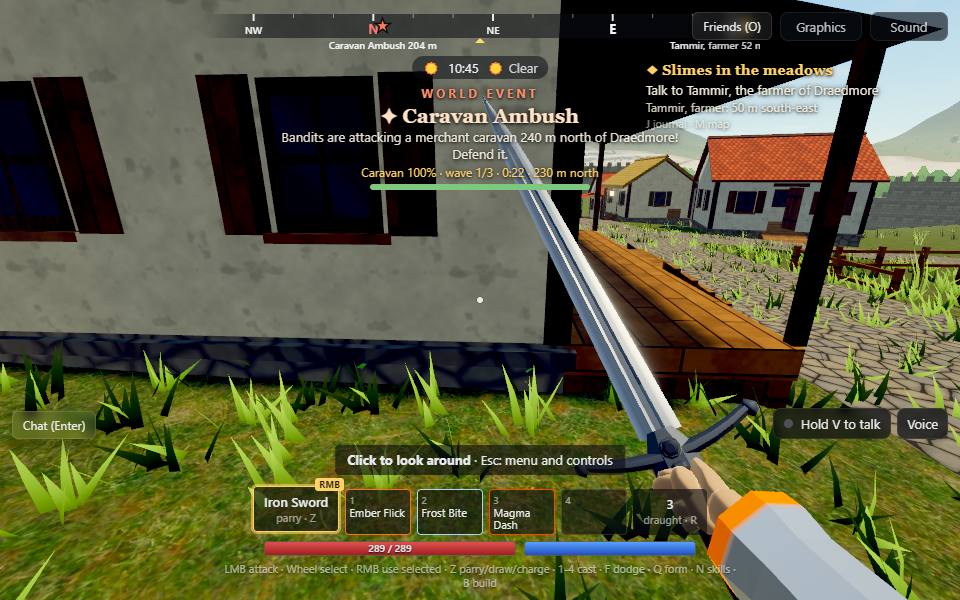 NW
N
NE
E
Friends (O)
Graphics
Sound
Caravan Ambush 204 m
Tammir, farmer 52 m
10:45
Clear
WORLD EVENT
Caravan Ambush
Bandits are attacking a merchant caravan 240 m north of Draedmore!
Defend it.
Caravan 100% · wave 1/3 · 0:22 · 230 m north
Slimes in the meadows
Talk to Tammir, the farmer of Draedmore
Tammir, farmer: 50 m south-east
J journal · M map
Chat (Enter)
Hold V to talk
Voice
Click to look around · Esc: menu and controls
RMB
Iron Sword
parry · Z
1
Ember Flick
2
Frost Bite
3
Magma
Dash
4
3
draught · R
289 / 289
LMB attack · Wheel select · RMB use selected · Z parry/draw/charge · 1-4 cast · F dodge · Q form · N skills ·
B build